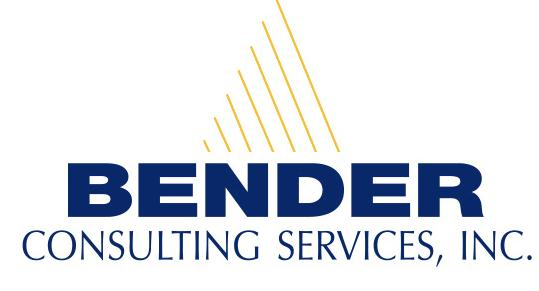 BENDER
CONSULTING SERVICES, INC.